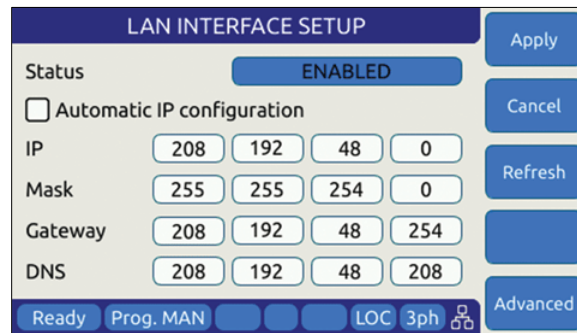 LAN INTERFACE SETUP
Apply
Status ENABLED
Automatic IP configuration
Cancel
IP 208 192 48 0
Refresh
Mask 255 255 254 0
Gateway 208 192 48 254
DNS 208 192 48 208
Advanced
Ready Prog. MAN LOC 3ph